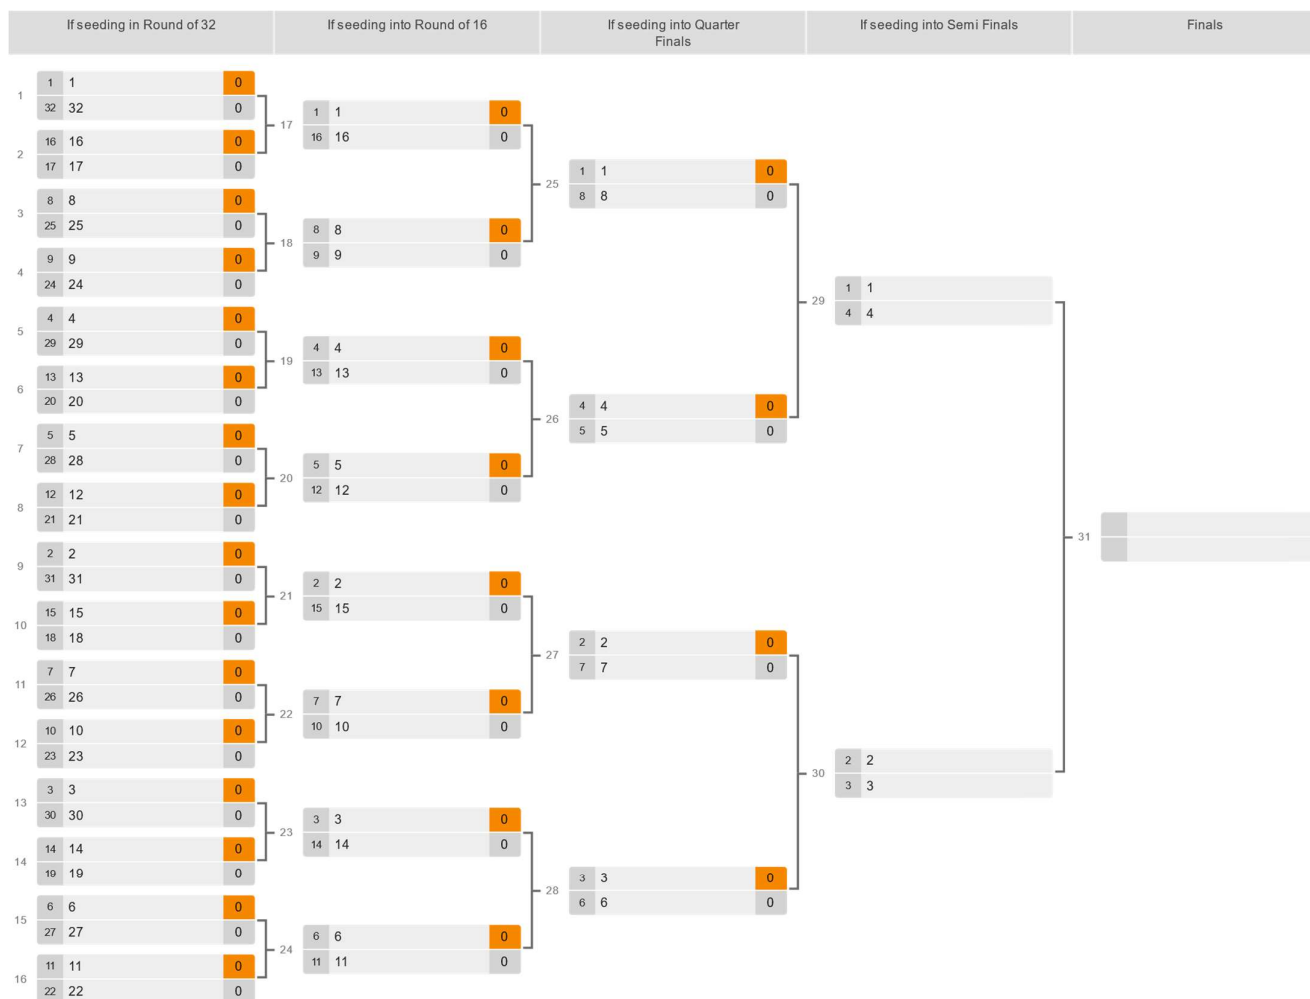 If seeding in Round of 32
If seeding into Round of 16
If seeding into Quarter
Finals
If seeding into Semi Finals
Finals
1
1 1 0
32 32 0
2
16 16 0
17 17 0
3
8 8 0
25 25 0
4
9 9 0
24 24 0
5
4 4 0
29 29 0
6
13 13 0
20 20 0
7
5 5 0
28 28 0
8
12 12 0
21 21 0
9
2 2 0
31 31 0
10
15 15 0
18 18 0
11
7 7 0
26 26 0
12
10 10 0
23 23 0
13
3 3 0
30 30 0
14
14 14 0
19 19 0
15
6 6 0
27 27 0
16
11 11 0
22 22 0
17
1 1 0
16 16 0
18
8 8 0
9 9 0
19
4 4 0
13 13 0
20
5 5 0
12 12 0
21
2 2 0
15 15 0
22
7 7 0
10 10 0
23
3 3 0
14 14 0
24
6 6 0
11 11 0
25
1 1 0
8 8 0
26
4 4 0
5 5 0
27
2 2 0
7 7 0
28
3 3 0
6 6 0
29
1 1
4 4
30
2 2
3 3
31